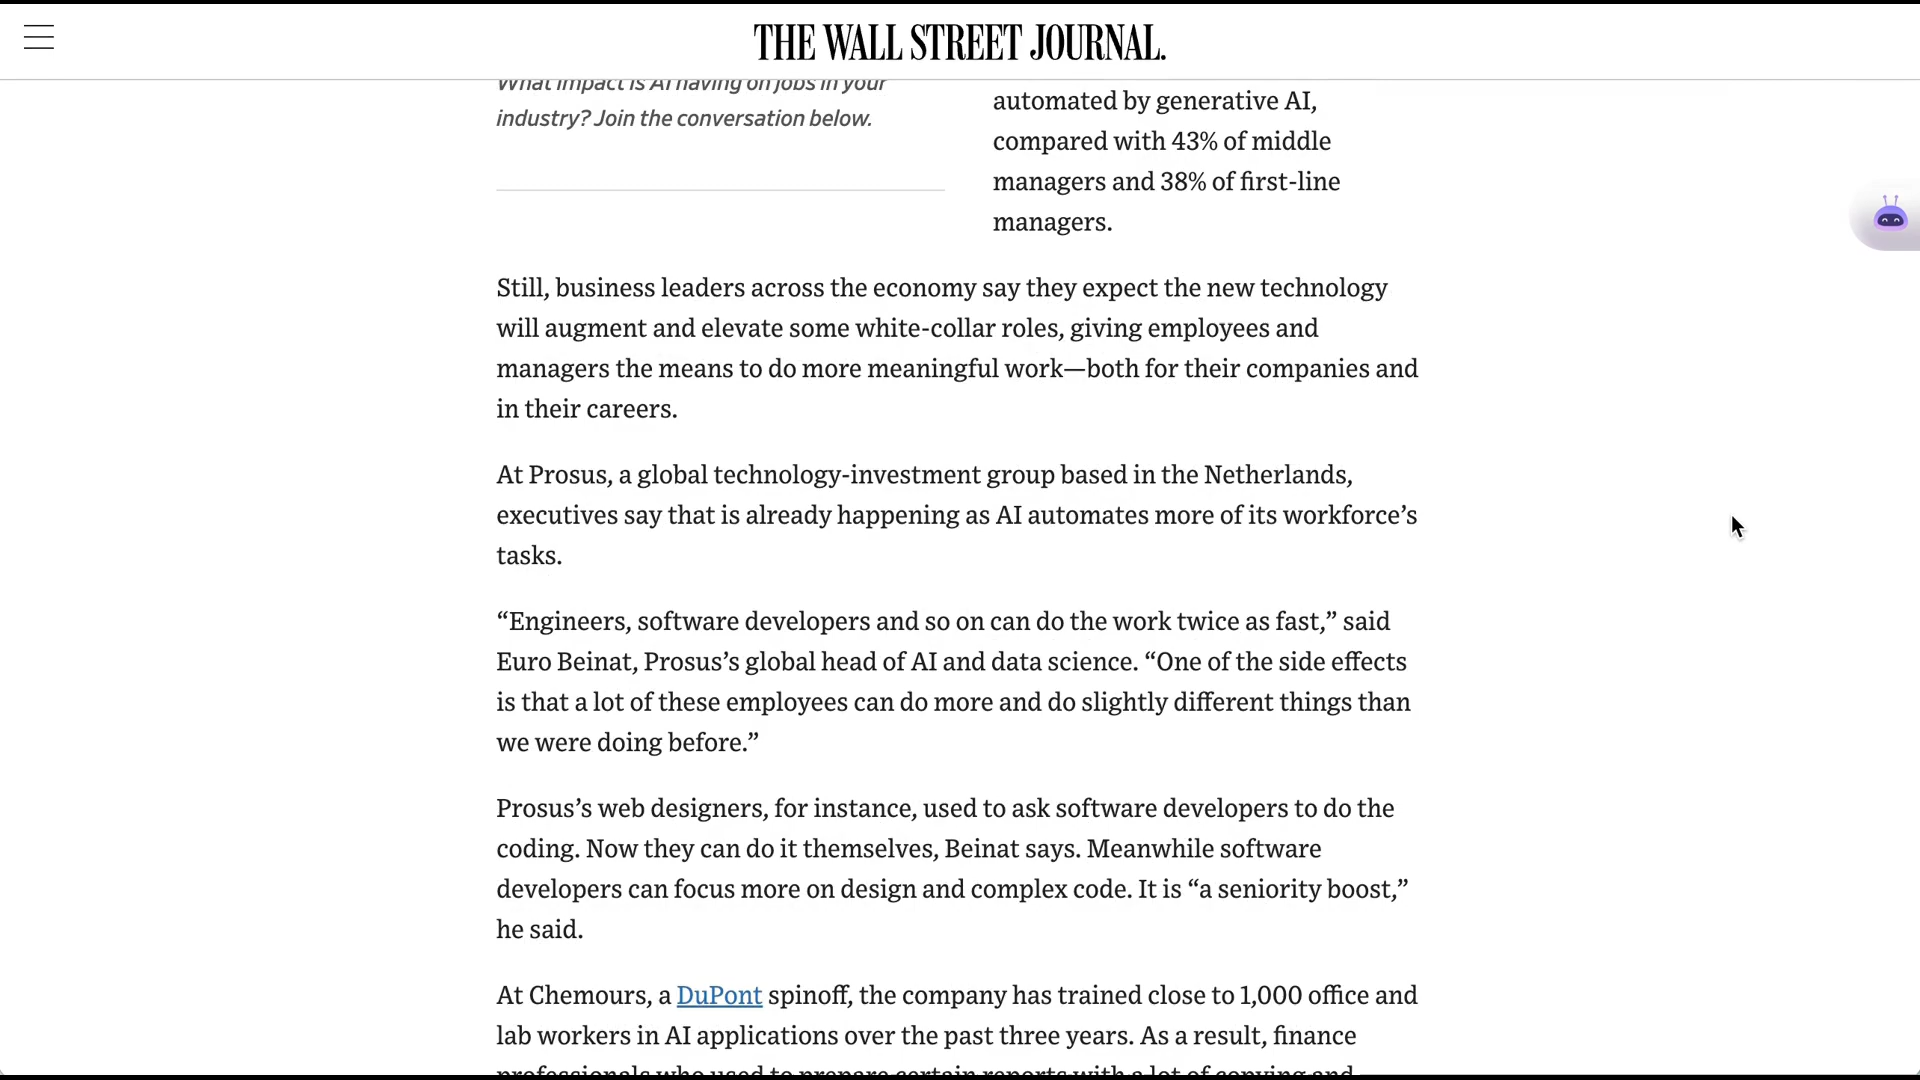 THE WALL STREET JOURNAL.
What impact is AI having on jobs in your
industry? Join the conversation below.
automated by generative AI,
compared with 43% of middle
managers and 38% of first-line
managers.
Still, business leaders across the economy say they expect the new technology
will augment and elevate some white-collar roles, giving employees and
managers the means to do more meaningful work—both for their companies and
in their careers.
At Prosus, a global technology-investment group based in the Netherlands,
executives say that is already happening as AI automates more of its workforce’s
tasks.
“Engineers, software developers and so on can do the work twice as fast,” said
Euro Beinat, Prosus’s global head of AI and data science. “One of the side effects
is that a lot of these employees can do more and do slightly different things than
we were doing before.”
Prosus’s web designers, for instance, used to ask software developers to do the
coding. Now they can do it themselves, Beinat says. Meanwhile software
developers can focus more on design and complex code. It is “a seniority boost,”
he said.
At Chemours, a DuPont spinoff, the company has trained close to 1,000 office and
lab workers in AI applications over the past three years. As a result, finance
professionals who used to prepare certain reports with a lot of copying and